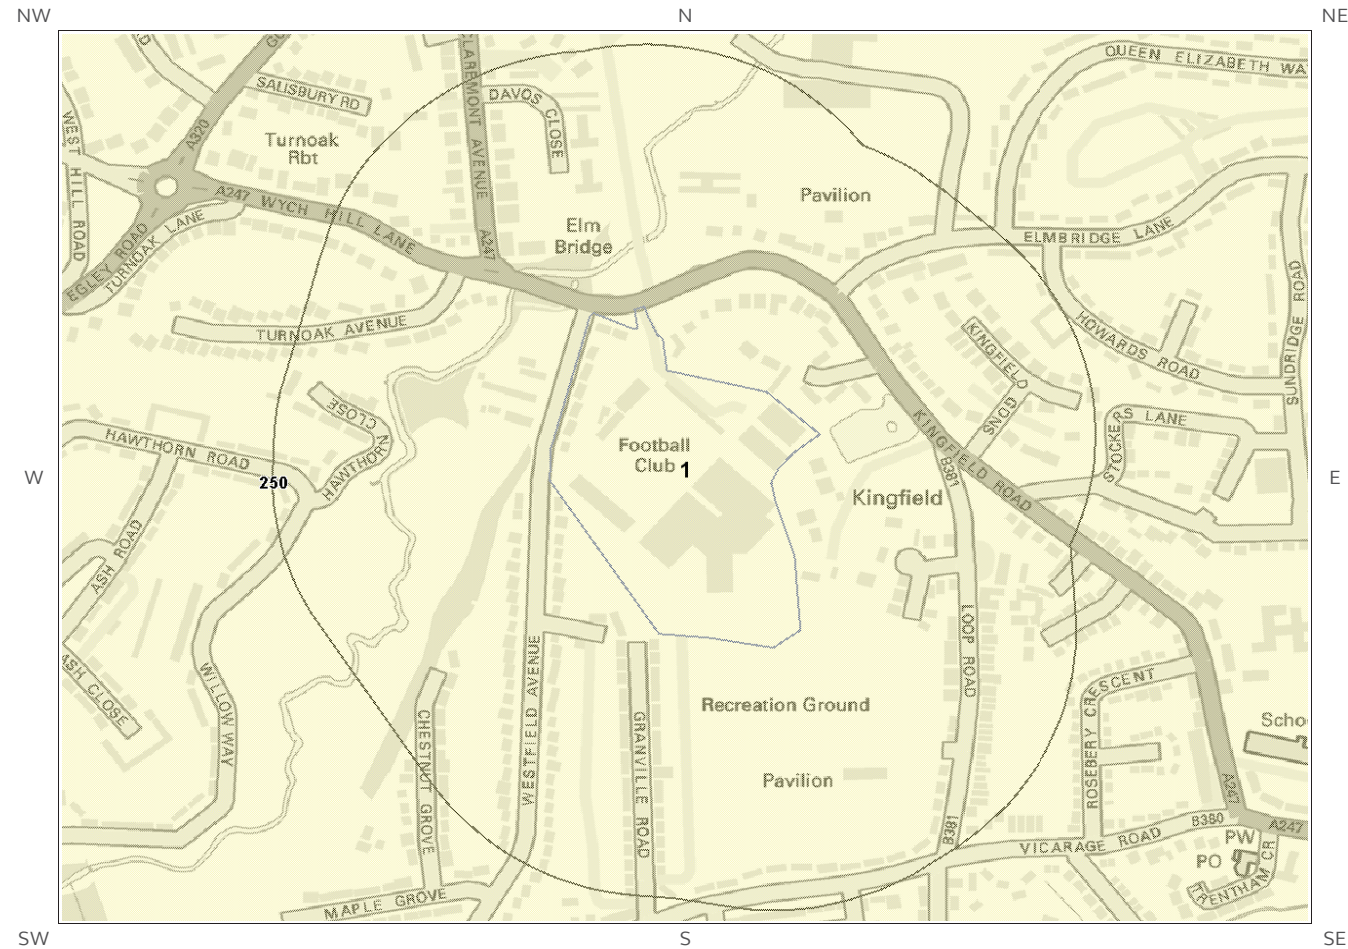 NW
N
NE
QUEEN ELIZABETH WA
SALISBURY RD
CLAREMONT AVENUE
DAVOS CLOSE
A320
Turnoak
Rbt
WEST HILL ROAD
A247 WYCH HILL LANE
Pavilion
Elm
Bridge
A247
TURNOAK LANE
EGLEY ROAD
ELMBRIDGE LANE
SUNDRIDGE ROAD
TURNOAK AVENUE
KINGFIELD
GDNS
HOWARDS ROAD
HAWTHORN
CLOSE
STOCKERS LANE
HAWTHORN ROAD
Football
Club
1
KINGFIELD ROAD
B381
W
250
Kingfield
E
ASH ROAD
LOOP ROAD
WESTFIELD AVENUE
ASH CLOSE
WILLOW WAY
Recreation Ground
CRESCENT
ROSEBERY
CHESTNUT GROVE
GRANVILLE ROAD
Scho
Pavilion
A247
B381
VICARAGE ROAD
B380
A247
PW
PO
CR
MAPLE GROVE
SW
S
SE